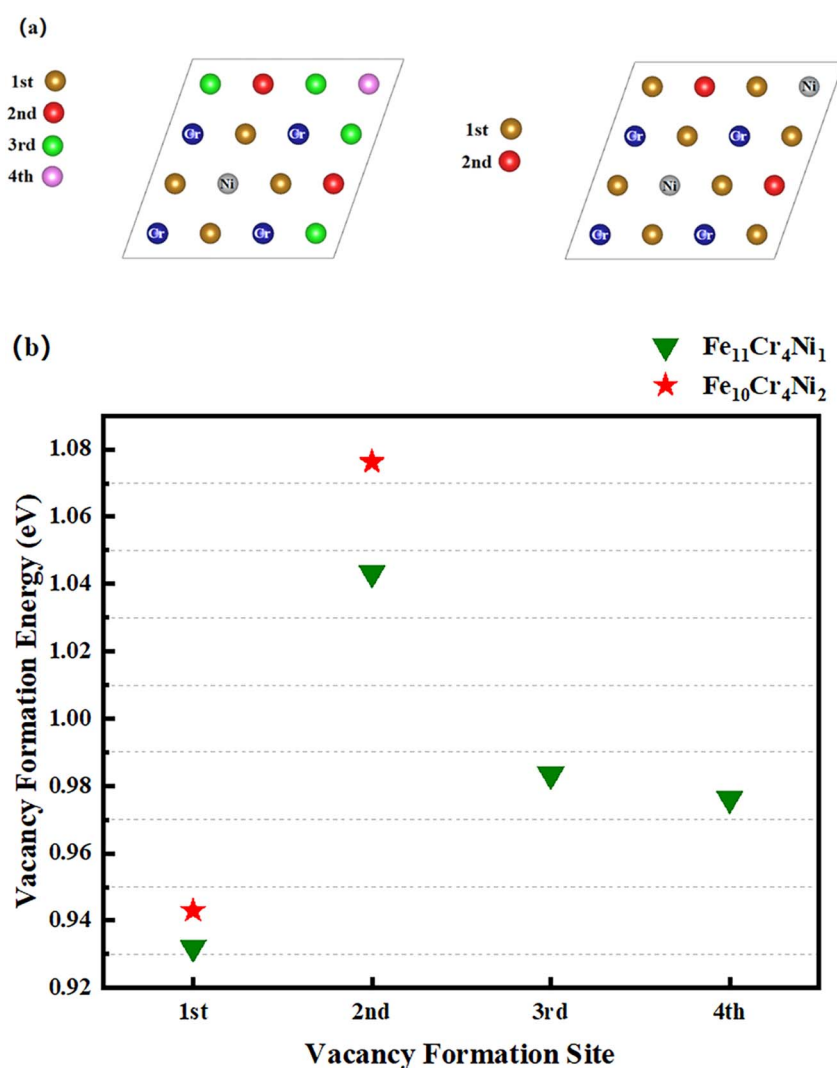 (a)
1st
2nd
3rd
4th
Cr Cr
Ni
Cr Cr
1st
2nd
Ni
Cr Cr
Ni
Cr Cr
(b)
Fe₁₁Cr₄Ni₁
Fe₁₀Cr₄Ni₂
Vacancy Formation Energy (eV)
1.08
1.06
1.04
1.02
1.00
0.98
0.96
0.94
0.92
1st 2nd 3rd 4th
Vacancy Formation Site